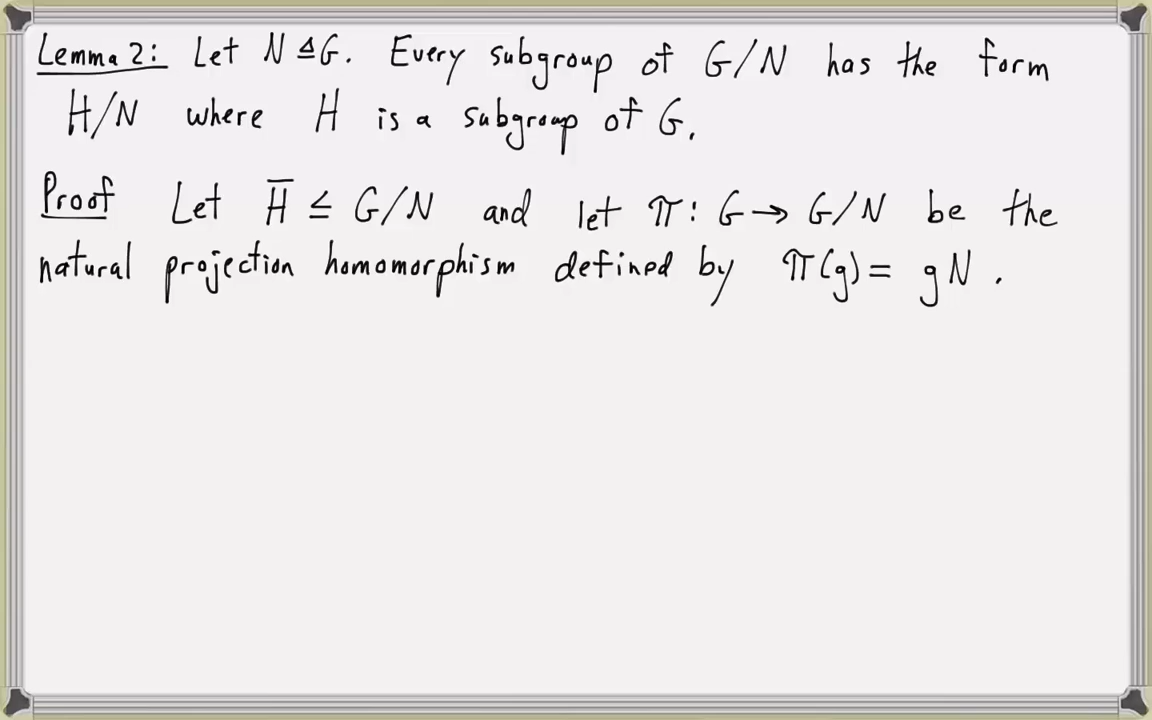 Lemma 2: Let N ⊴ G. Every subgroup of G/N has the form
H/N where H is a subgroup of G.
Proof Let H̅ ≤ G/N and let π: G → G/N be the
natural projection homomorphism defined by π(g) = gN.